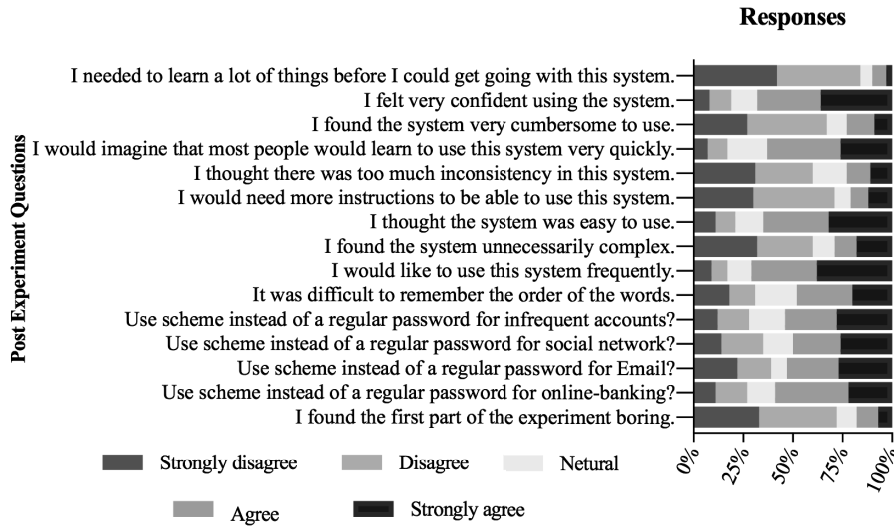 Responses
I needed to learn a lot of things before I could get going with this system.
I felt very confident using the system.
I found the system very cumbersome to use.
I would imagine that most people would learn to use this system very quickly.
I thought there was too much inconsistency in this system.
I would need more instructions to be able to use this system.
I thought the system was easy to use.
I found the system unnecessarily complex.
I would like to use this system frequently.
It was difficult to remember the order of the words.
Use scheme instead of a regular password for infrequent accounts?
Use scheme instead of a regular password for social network?
Use scheme instead of a regular password for Email?
Use scheme instead of a regular password for online-banking?
I found the first part of the experiment boring.
Post Experiment Questions
0% 25% 50% 75% 100%
Strongly disagree Disagree Netural
Agree Strongly agree